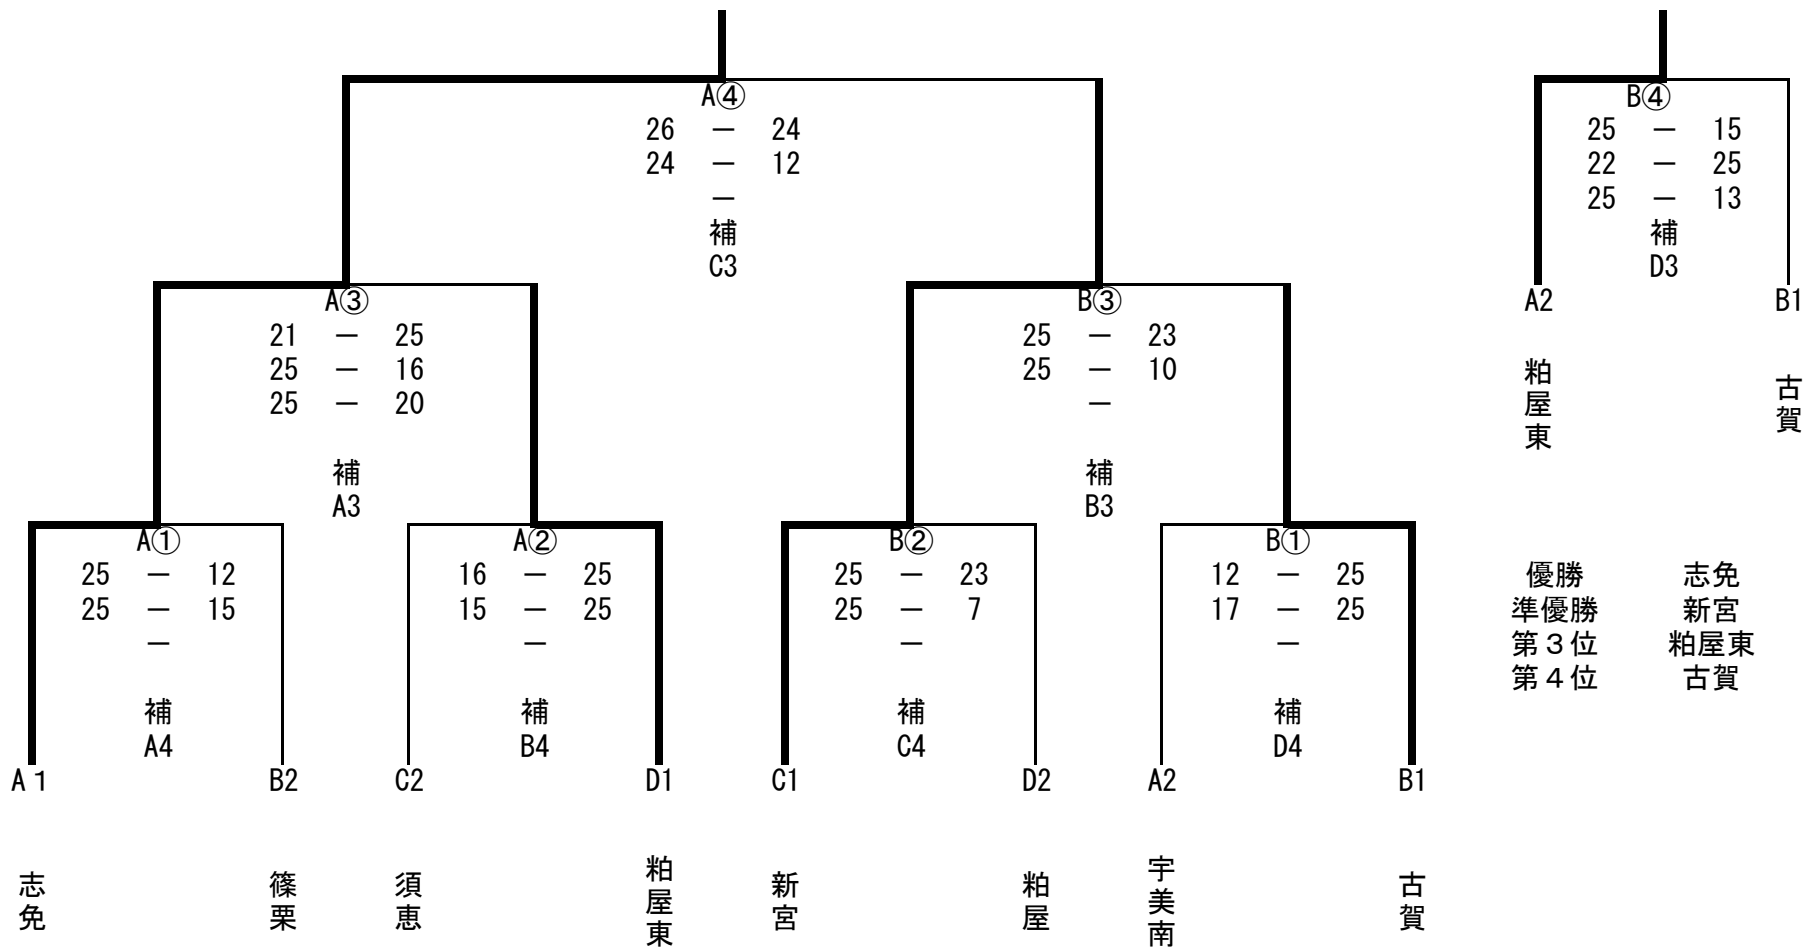 A④
26 － 24
24 － 12
－
補
C3
B④
25 － 15
22 － 25
25 － 13
補
D3
A2
B1
粕屋東
古賀
A③
21 － 25
25 － 16
25 － 20
補
A3
B③
25 － 23
25 － 10
－
補
B3
A①
25 － 12
25 － 15
－
補
A4
A②
16 － 25
15 － 25
－
補
B4
B②
25 － 23
25 － 7
－
補
C4
B①
12 － 25
17 － 25
－
補
D4
優勝 志免
準優勝 新宮
第３位 粕屋東
第４位 古賀
A１ B2 C2 D1 C1 D2 A2 B1
志免
篠栗
須恵
粕屋東
新宮
粕屋
宇美南
古賀